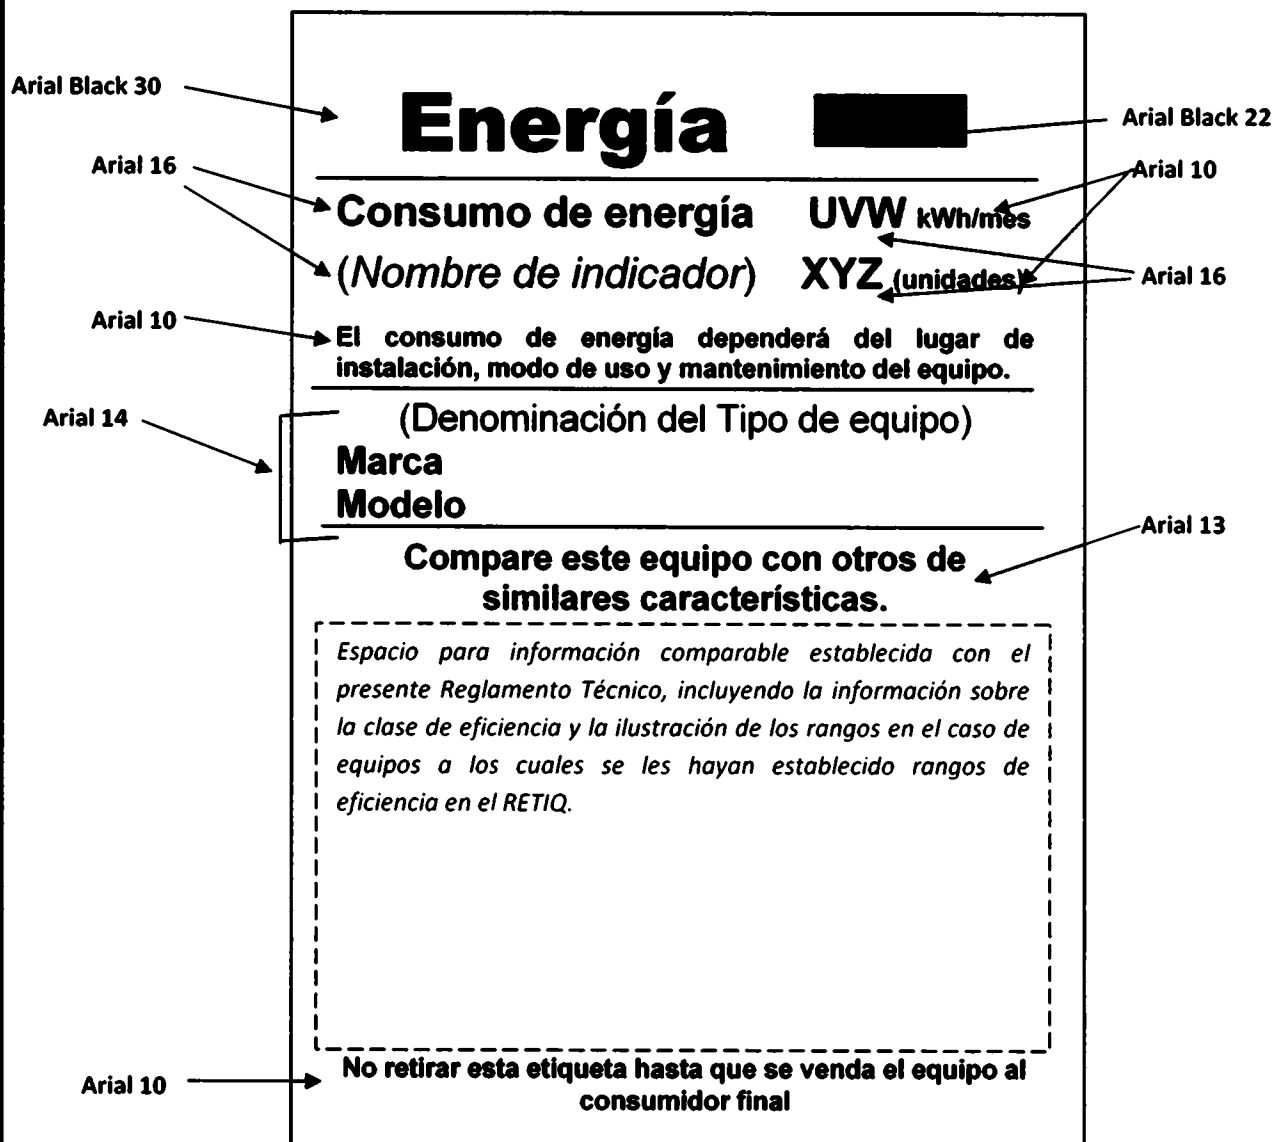 Arial Black 30
Energía
Arial Black 22
Arial 16
Arial 10
Consumo de energía UVW kWh/mes
(Nombre de indicador) XYZ (unidades)
Arial 16
Arial 10
El consumo de energía dependerá del lugar de
instalación, modo de uso y mantenimiento del equipo.
Arial 14
(Denominación del Tipo de equipo)
Marca
Modelo
Arial 13
Compare este equipo con otros de
similares características.
Espacio para información comparable establecida con el
presente Reglamento Técnico, incluyendo la información sobre
la clase de eficiencia y la ilustración de los rangos en el caso de
equipos a los cuales se les hayan establecido rangos de
eficiencia en el RETIQ.
Arial 10
No retirar esta etiqueta hasta que se venda el equipo al
consumidor final